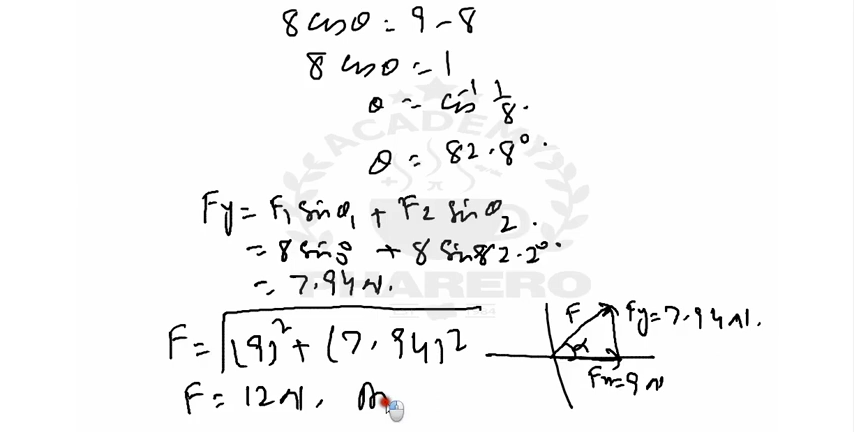 8 cos θ = 9 - 8
8 cos θ = 1
θ = cos⁻¹ 1/8.
θ = 82.8°.
Fy = F₁ sin θ₁ + F₂ sin θ₂.
= 8 sin 0° + 8 sin 82.2°.
= 7.94 N.
F = √(9)² + (7.94)2
F = 12 N,
F
Fy = 7.94 N.
α
Fx = 9 N
ACADEMY
PHARERO